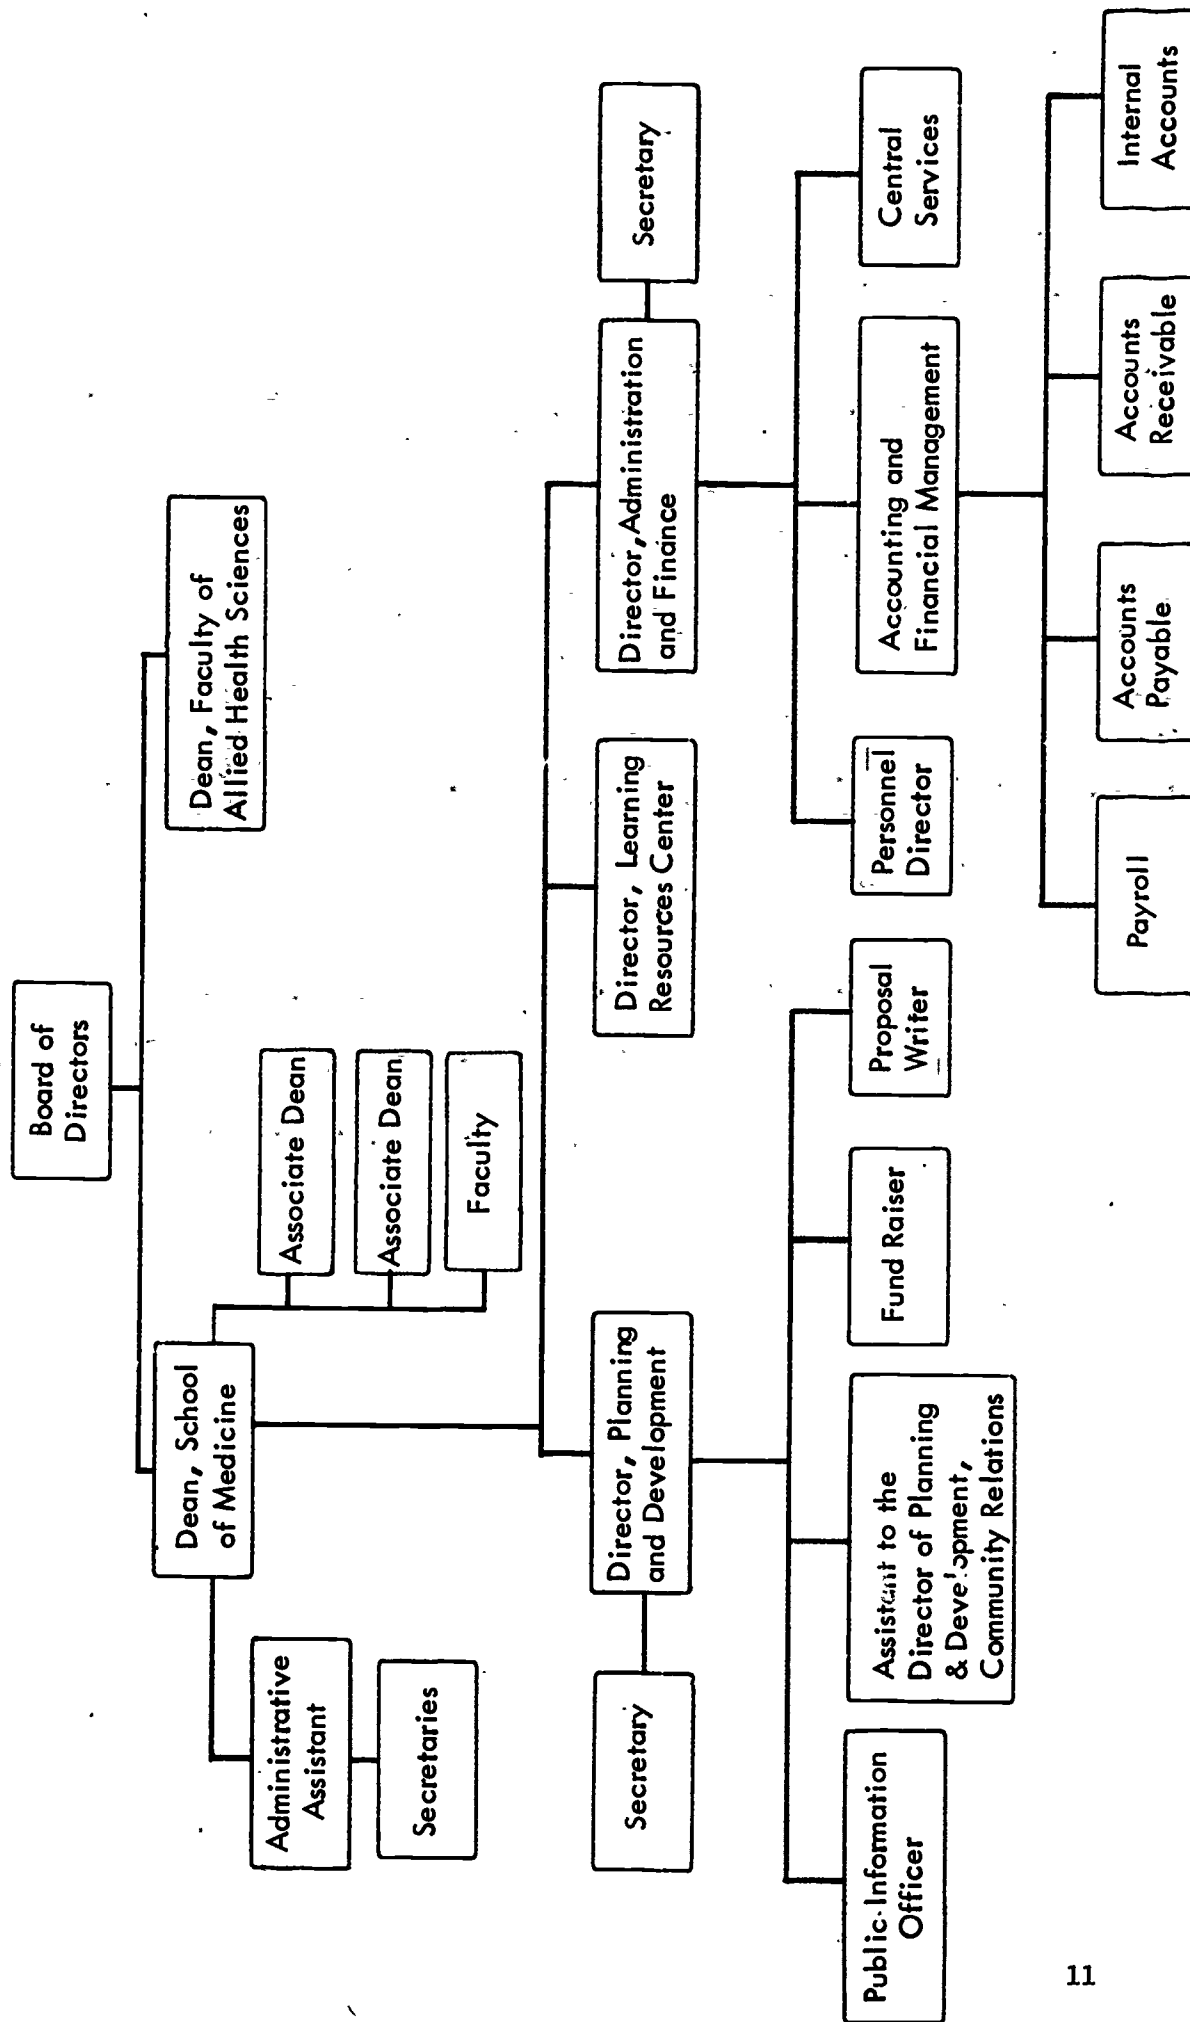 Board of
Directors
Dean, School
of Medicine
Dean, Faculty of
Allied Health Sciences
Administrative
Assistant
Secretaries
Associate Dean
Associate Dean
Faculty
Secretary
Director, Planning
and Development
Director, Learning
Resources Center
Director, Administration
and Finance
Secretary
Public Information
Officer
Assistant to the
Director of Planning
& Development,
Community Relations
Fund Raiser
Proposal
Writer
Personnel
Director
Accounting and
Financial Management
Central
Services
Payroll
Accounts
Payable
Accounts
Receivable
Internal
Accounts
11